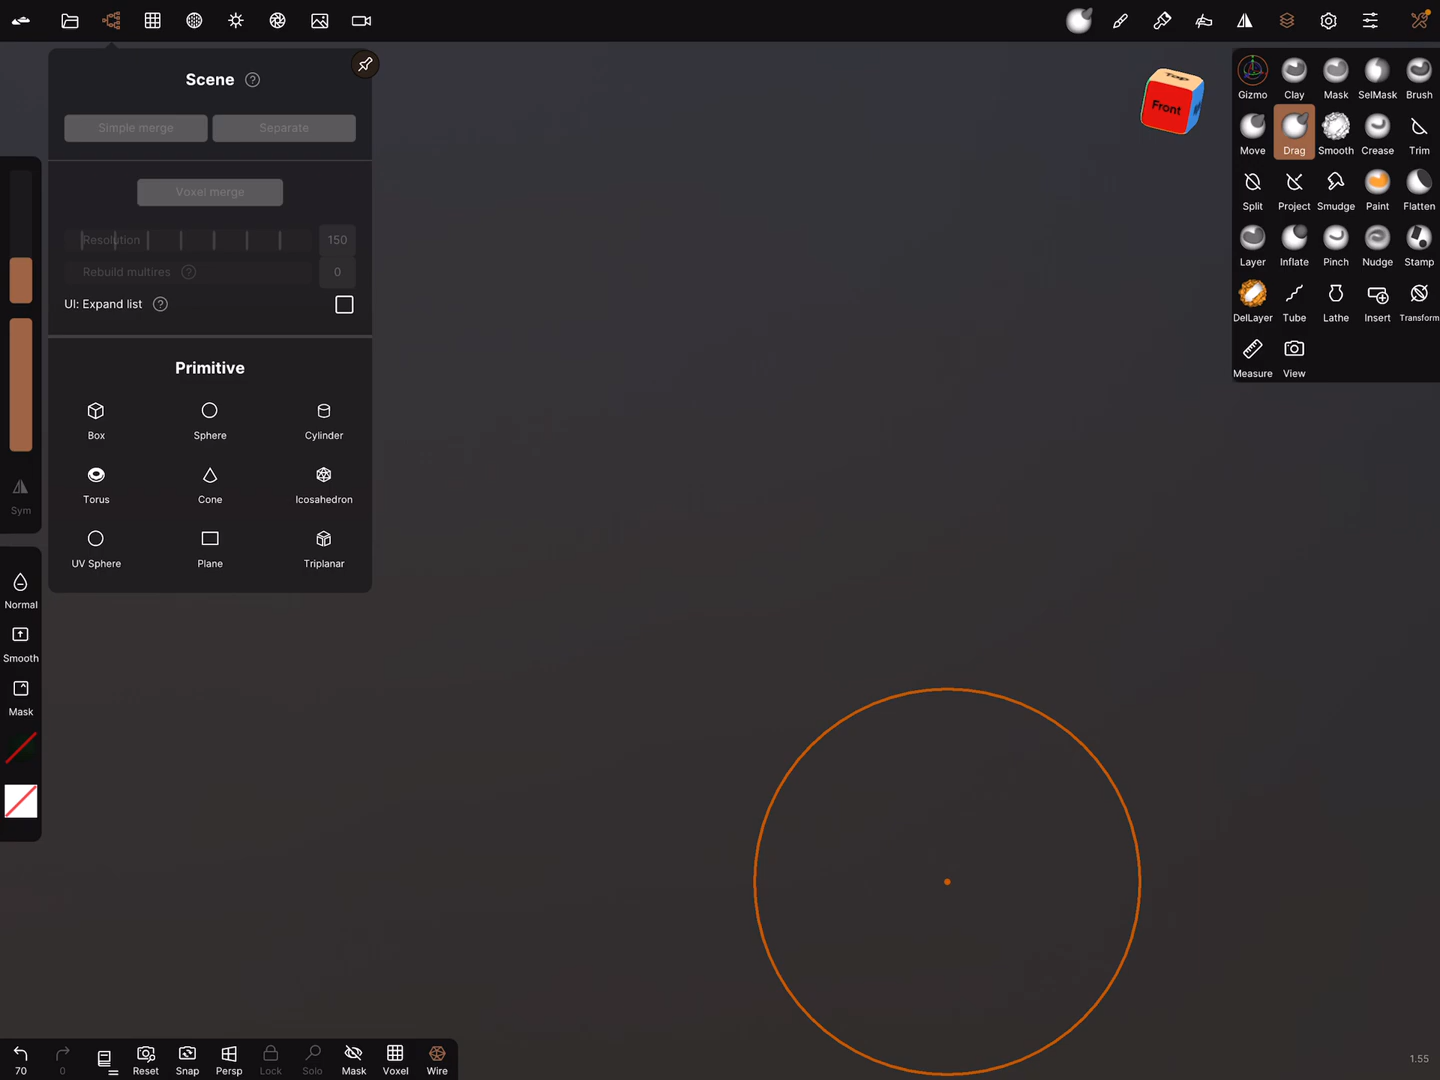 Scene
Simple merge
Separate
Voxel merge
Resolution
150
Rebuild multires
0
UI: Expand list
Primitive
Box
Sphere
Cylinder
Torus
Cone
Icosahedron
UV Sphere
Plane
Triplanar
Sym
Normal
Smooth
Mask
Top
Front
Gizmo
Clay
Mask
SelMask
Brush
Move
Drag
Smooth
Crease
Trim
Split
Project
Smudge
Paint
Flatten
Layer
Inflate
Pinch
Nudge
Stamp
DelLayer
Tube
Lathe
Insert
Transform
Measure
View
70
0
Reset
Snap
Persp
Lock
Solo
Mask
Voxel
Wire
1.55